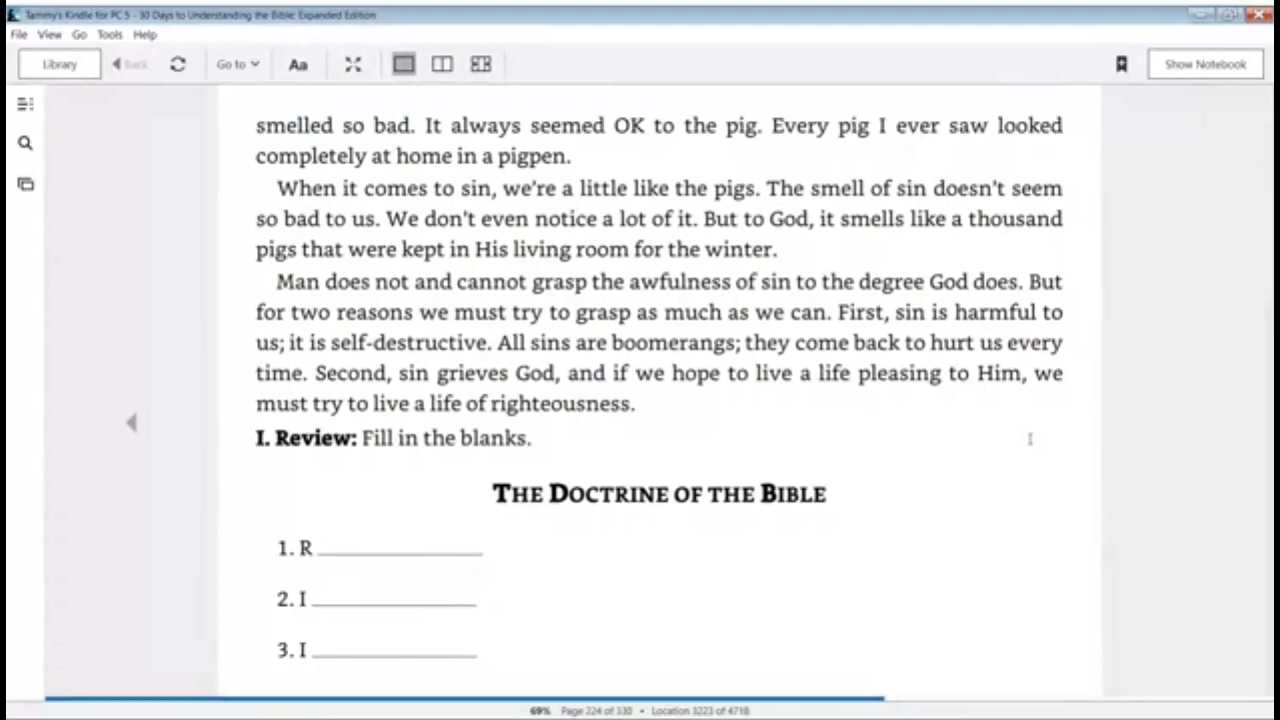 Tammy's Kindle for PC 5 - 30 Days to Understanding the Bible: Expanded Edition
File View Go Tools Help
Library Back Go to Aa Show Notebook
smelled so bad. It always seemed OK to the pig. Every pig I ever saw looked
completely at home in a pigpen.
When it comes to sin, we're a little like the pigs. The smell of sin doesn't seem
so bad to us. We don't even notice a lot of it. But to God, it smells like a thousand
pigs that were kept in His living room for the winter.
Man does not and cannot grasp the awfulness of sin to the degree God does. But
for two reasons we must try to grasp as much as we can. First, sin is harmful to
us; it is self-destructive. All sins are boomerangs; they come back to hurt us every
time. Second, sin grieves God, and if we hope to live a life pleasing to Him, we
must try to live a life of righteousness.
I. Review: Fill in the blanks.
THE DOCTRINE OF THE BIBLE
1. R ______________
2. I ______________
3. I ______________
69% Page 224 of 330 • Location 3223 of 4718